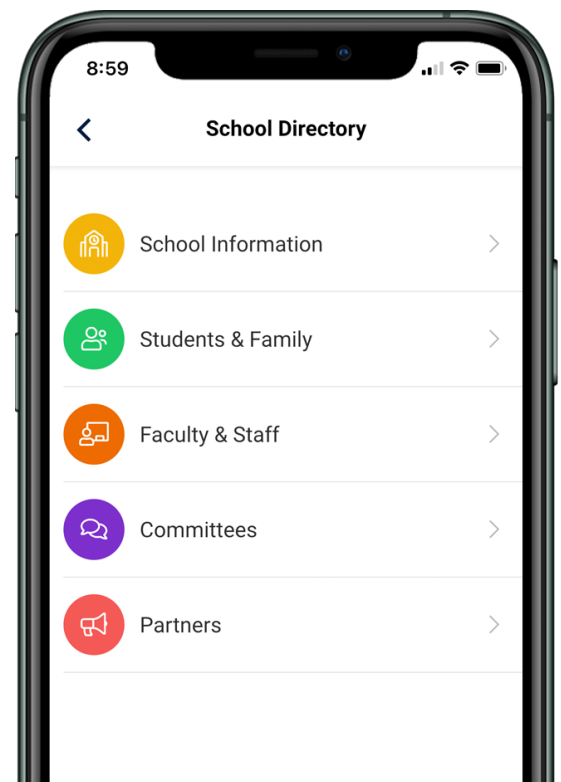 8:59
School Directory
School Information
Students & Family
Faculty & Staff
Committees
Partners